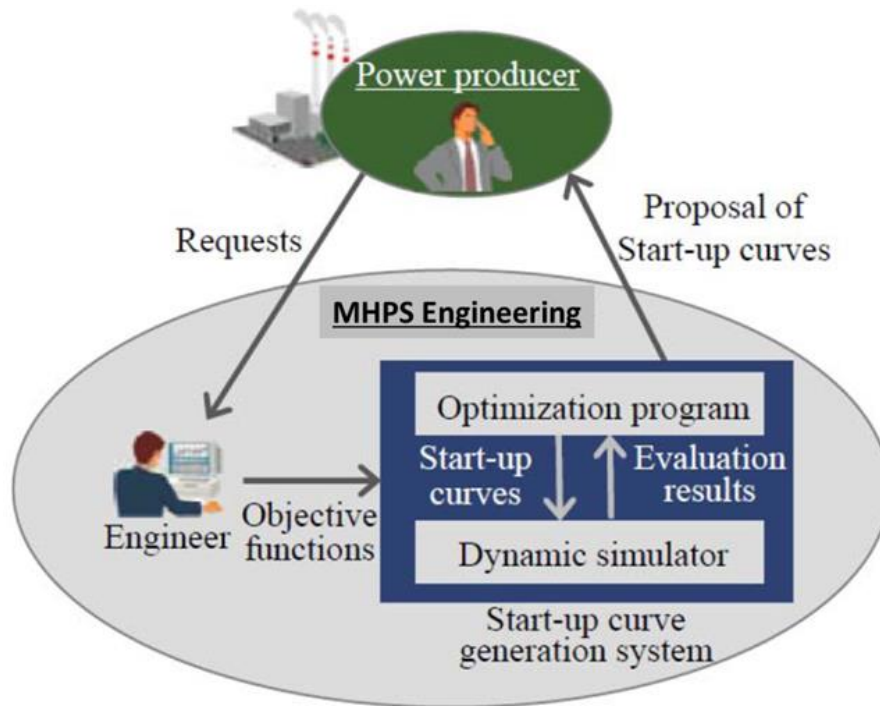 Power producer
Requests
Proposal of
Start-up curves
MHPS Engineering
Optimization program
Start-up
curves
Evaluation
results
Engineer
Objective
functions
Dynamic simulator
Start-up curve
generation system